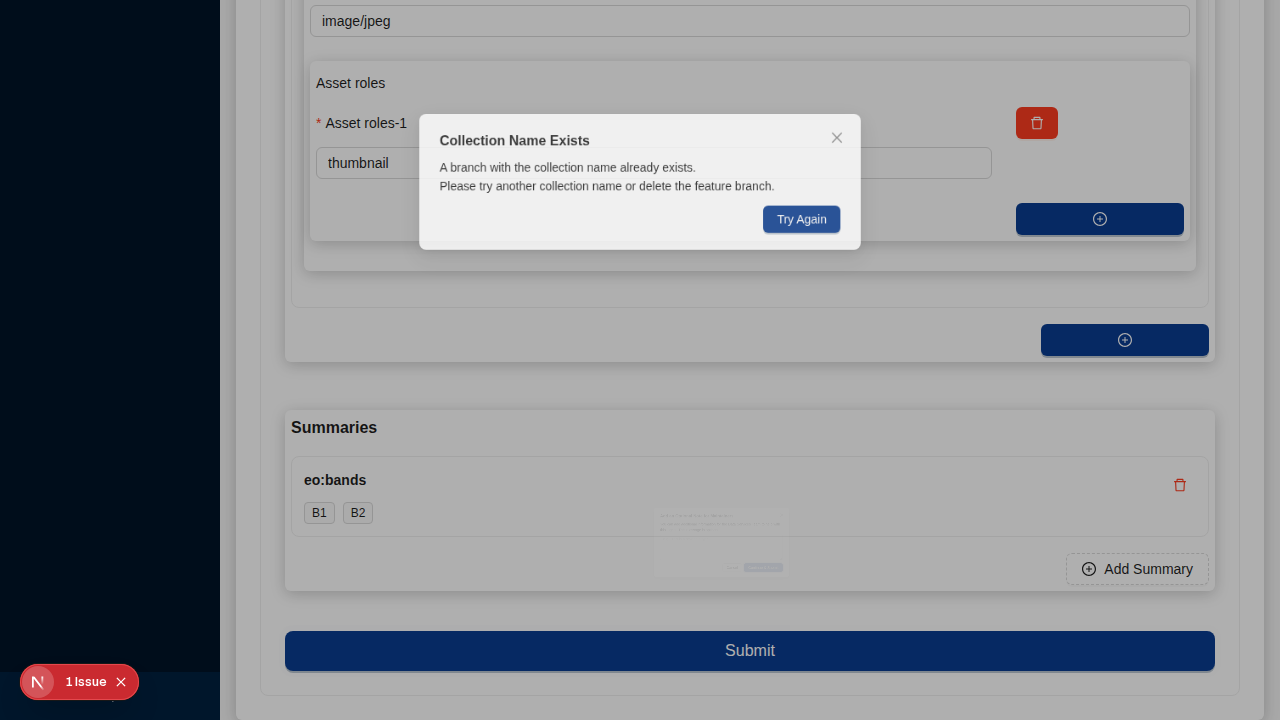 image/jpeg
Asset roles
* Asset roles-1
thumbnail
Collection Name Exists
A branch with the collection name already exists.
Please try another collection name or delete the feature branch.
Try Again
Summaries
eo:bands
B1 B2
Add Summary
Submit
1 Issue